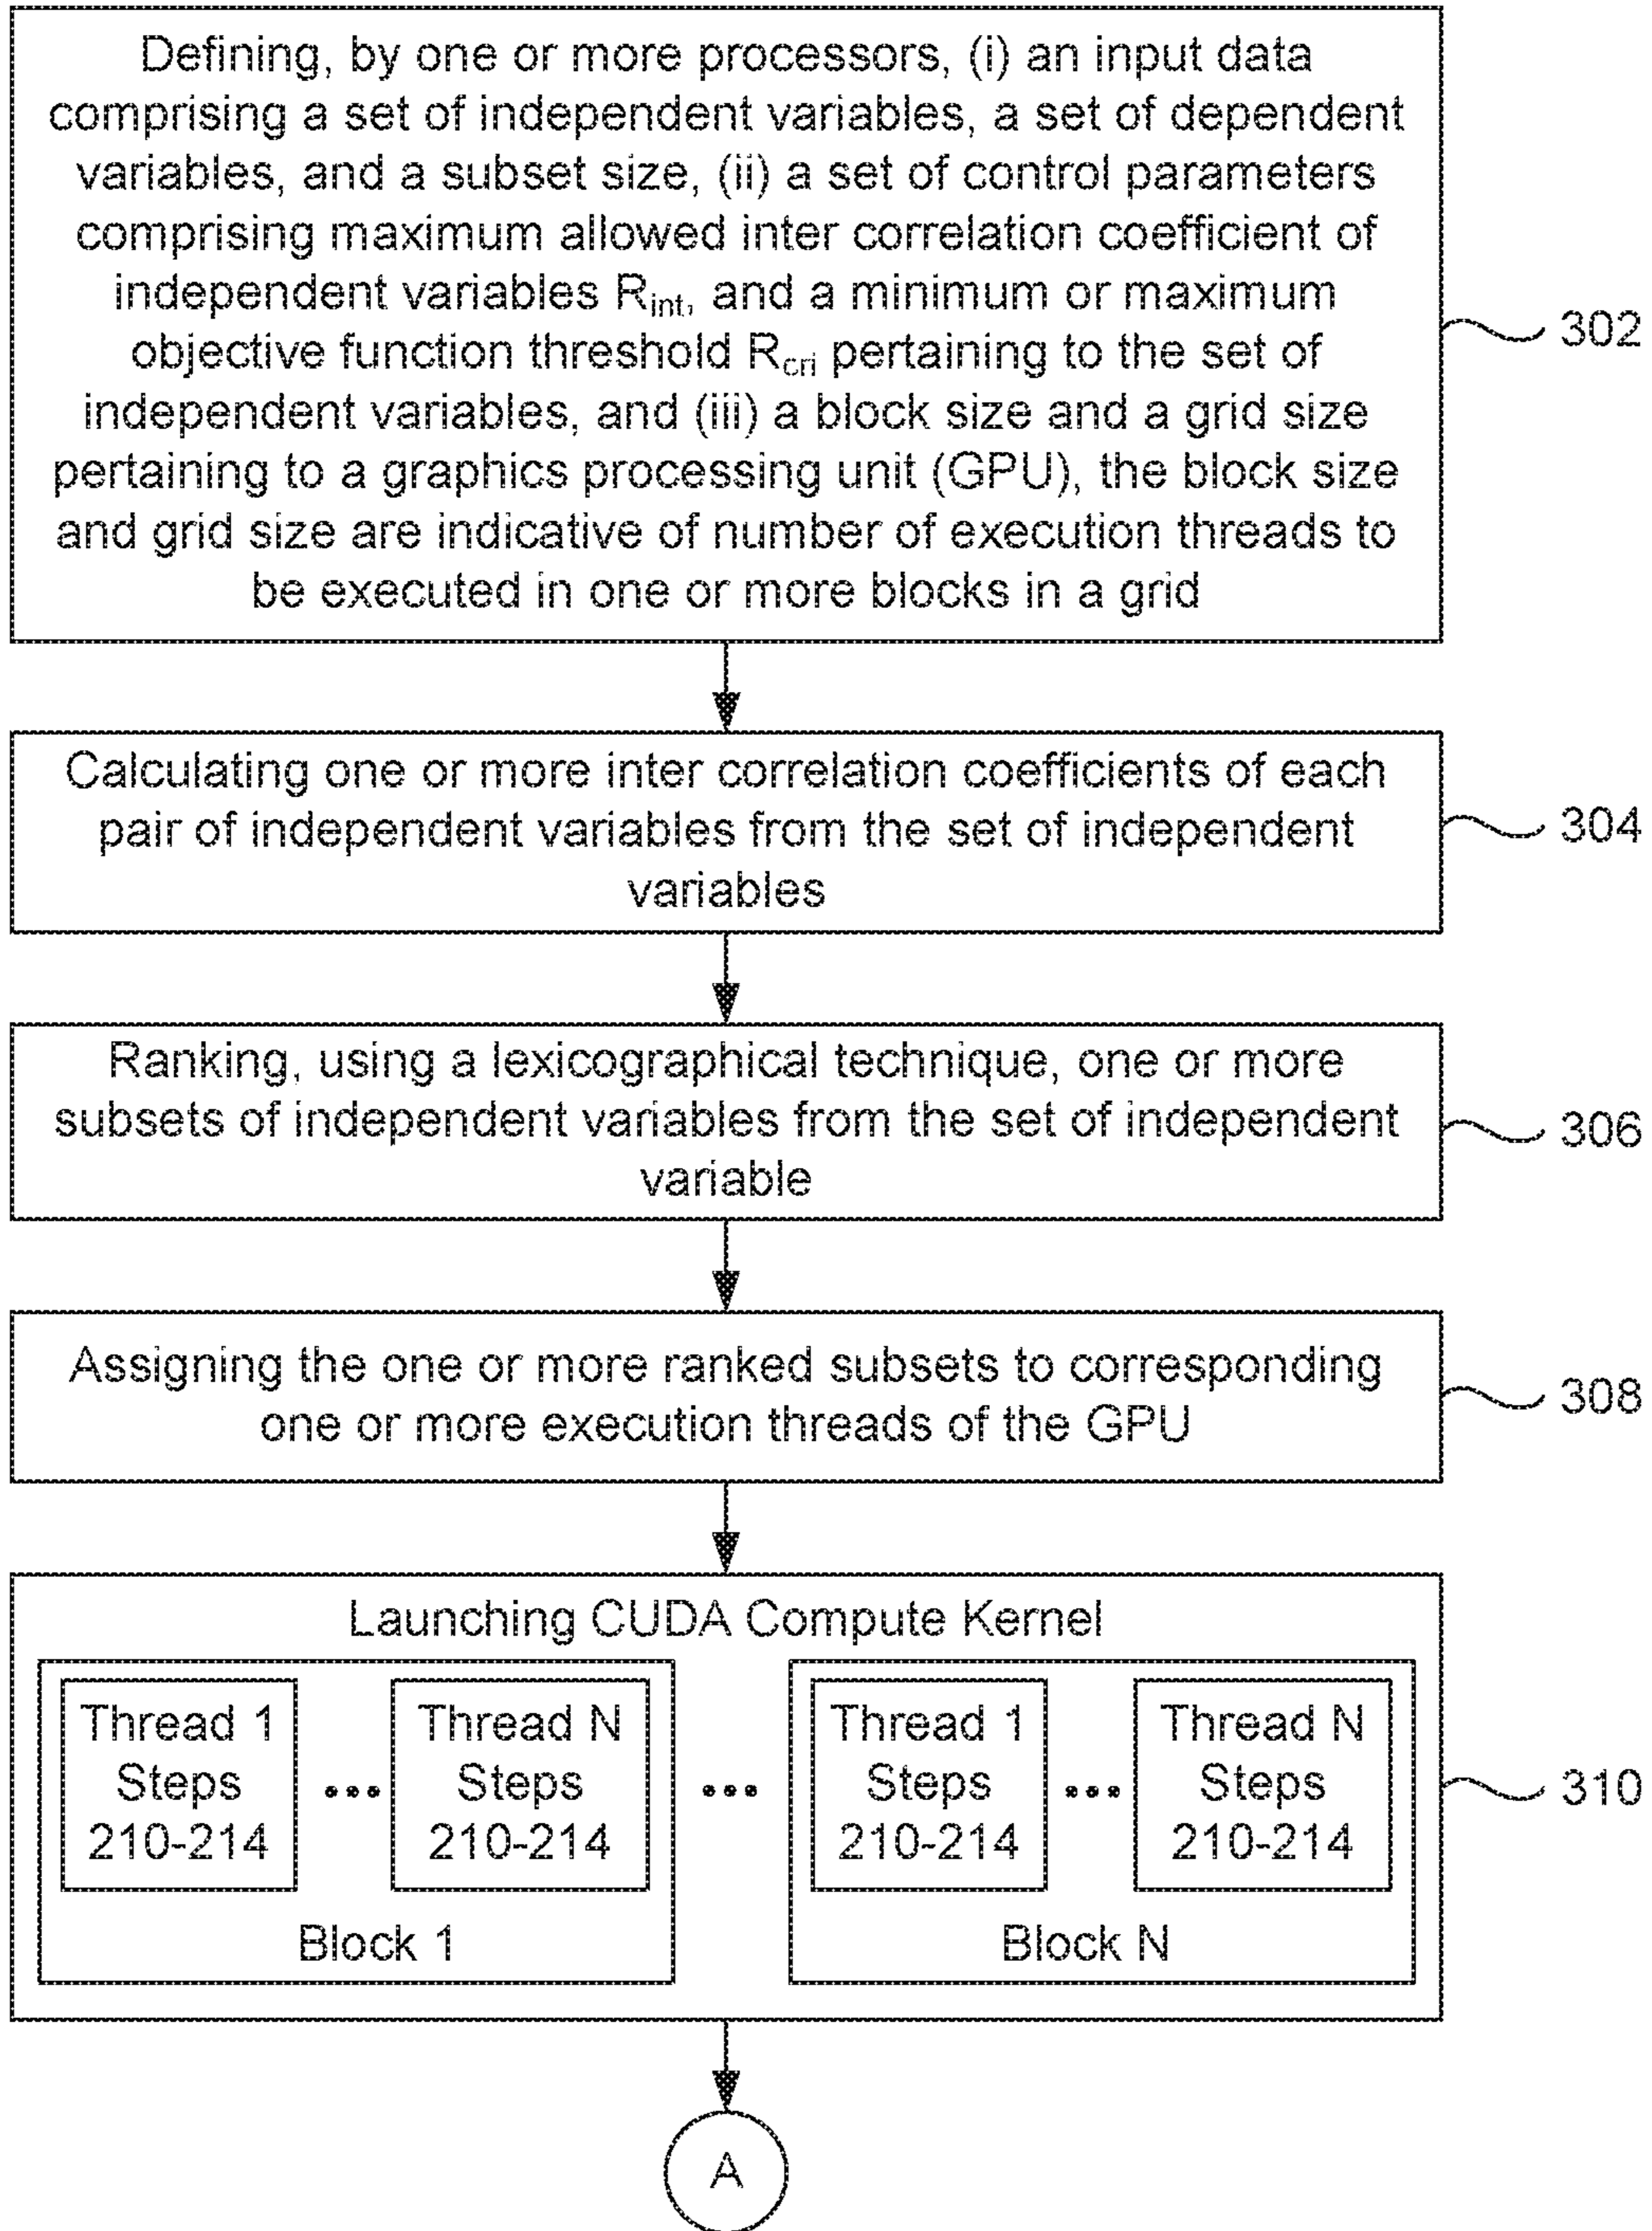 Defining, by one or more processors, (i) an input data
comprising a set of independent variables, a set of dependent
variables, and a subset size, (ii) a set of control parameters
comprising maximum allowed inter correlation coefficient of
independent variables Rint, and a minimum or maximum
objective function threshold Rcri pertaining to the set of
independent variables, and (iii) a block size and a grid size
pertaining to a graphics processing unit (GPU), the block size
and grid size are indicative of number of execution threads to
be executed in one or more blocks in a grid
302
Calculating one or more inter correlation coefficients of each
pair of independent variables from the set of independent
variables
304
Ranking, using a lexicographical technique, one or more
subsets of independent variables from the set of independent
variable
306
Assigning the one or more ranked subsets to corresponding
one or more execution threads of the GPU
308
Launching CUDA Compute Kernel
Thread 1
Steps
210-214
...
Thread N
Steps
210-214
Block 1
...
Thread 1
Steps
210-214
...
Thread N
Steps
210-214
Block N
310
A